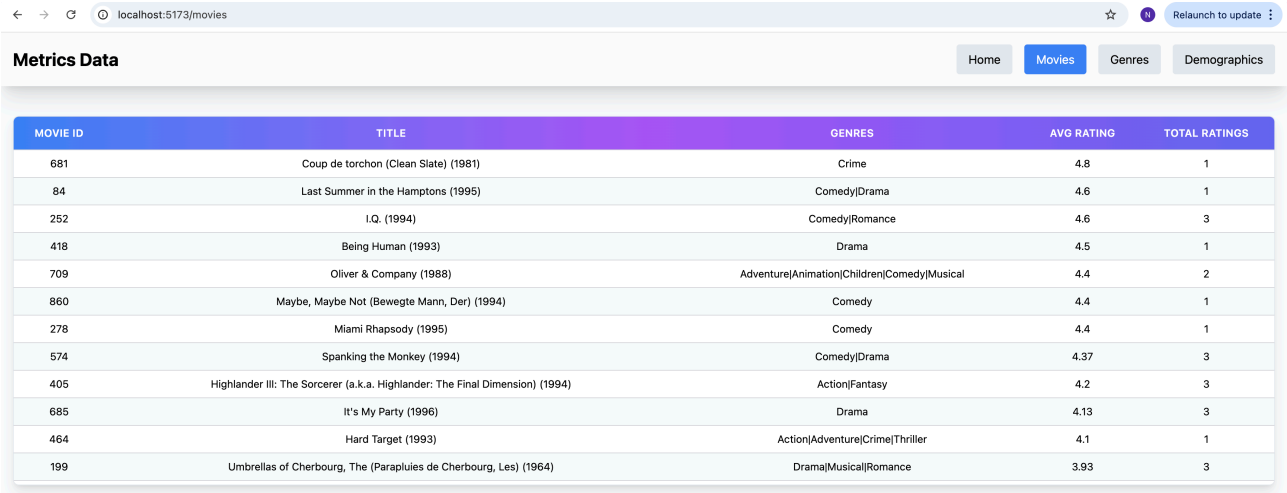 localhost:5173/movies N Relaunch to update
Metrics Data Home Movies Genres Demographics
MOVIE ID TITLE GENRES AVG RATING TOTAL RATINGS
681 Coup de torchon (Clean Slate) (1981) Crime 4.8 1
84 Last Summer in the Hamptons (1995) Comedy|Drama 4.6 1
252 I.Q. (1994) Comedy|Romance 4.6 3
418 Being Human (1993) Drama 4.5 1
709 Oliver & Company (1988) Adventure|Animation|Children|Comedy|Musical 4.4 2
860 Maybe, Maybe Not (Bewegte Mann, Der) (1994) Comedy 4.4 1
278 Miami Rhapsody (1995) Comedy 4.4 1
574 Spanking the Monkey (1994) Comedy|Drama 4.37 3
405 Highlander III: The Sorcerer (a.k.a. Highlander: The Final Dimension) (1994) Action|Fantasy 4.2 3
685 It's My Party (1996) Drama 4.13 3
464 Hard Target (1993) Action|Adventure|Crime|Thriller 4.1 1
199 Umbrellas of Cherbourg, The (Parapluies de Cherbourg, Les) (1964) Drama|Musical|Romance 3.93 3